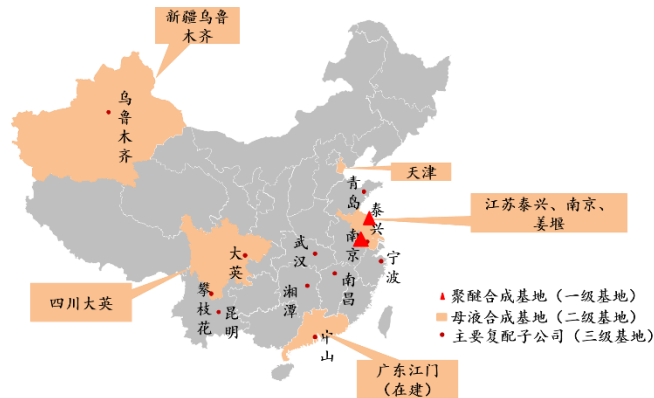 新疆乌鲁
木齐
乌鲁木齐
天津
青岛
泰兴
江苏泰兴、南京、
姜堰
南京
宁波
武汉
大英
南昌
湘潭
四川大英
攀枝花
昆明
中山
广东江门
（在建）
聚醚合成基地（一级基地）
母液合成基地（二级基地）
主要复配子公司（三级基地）